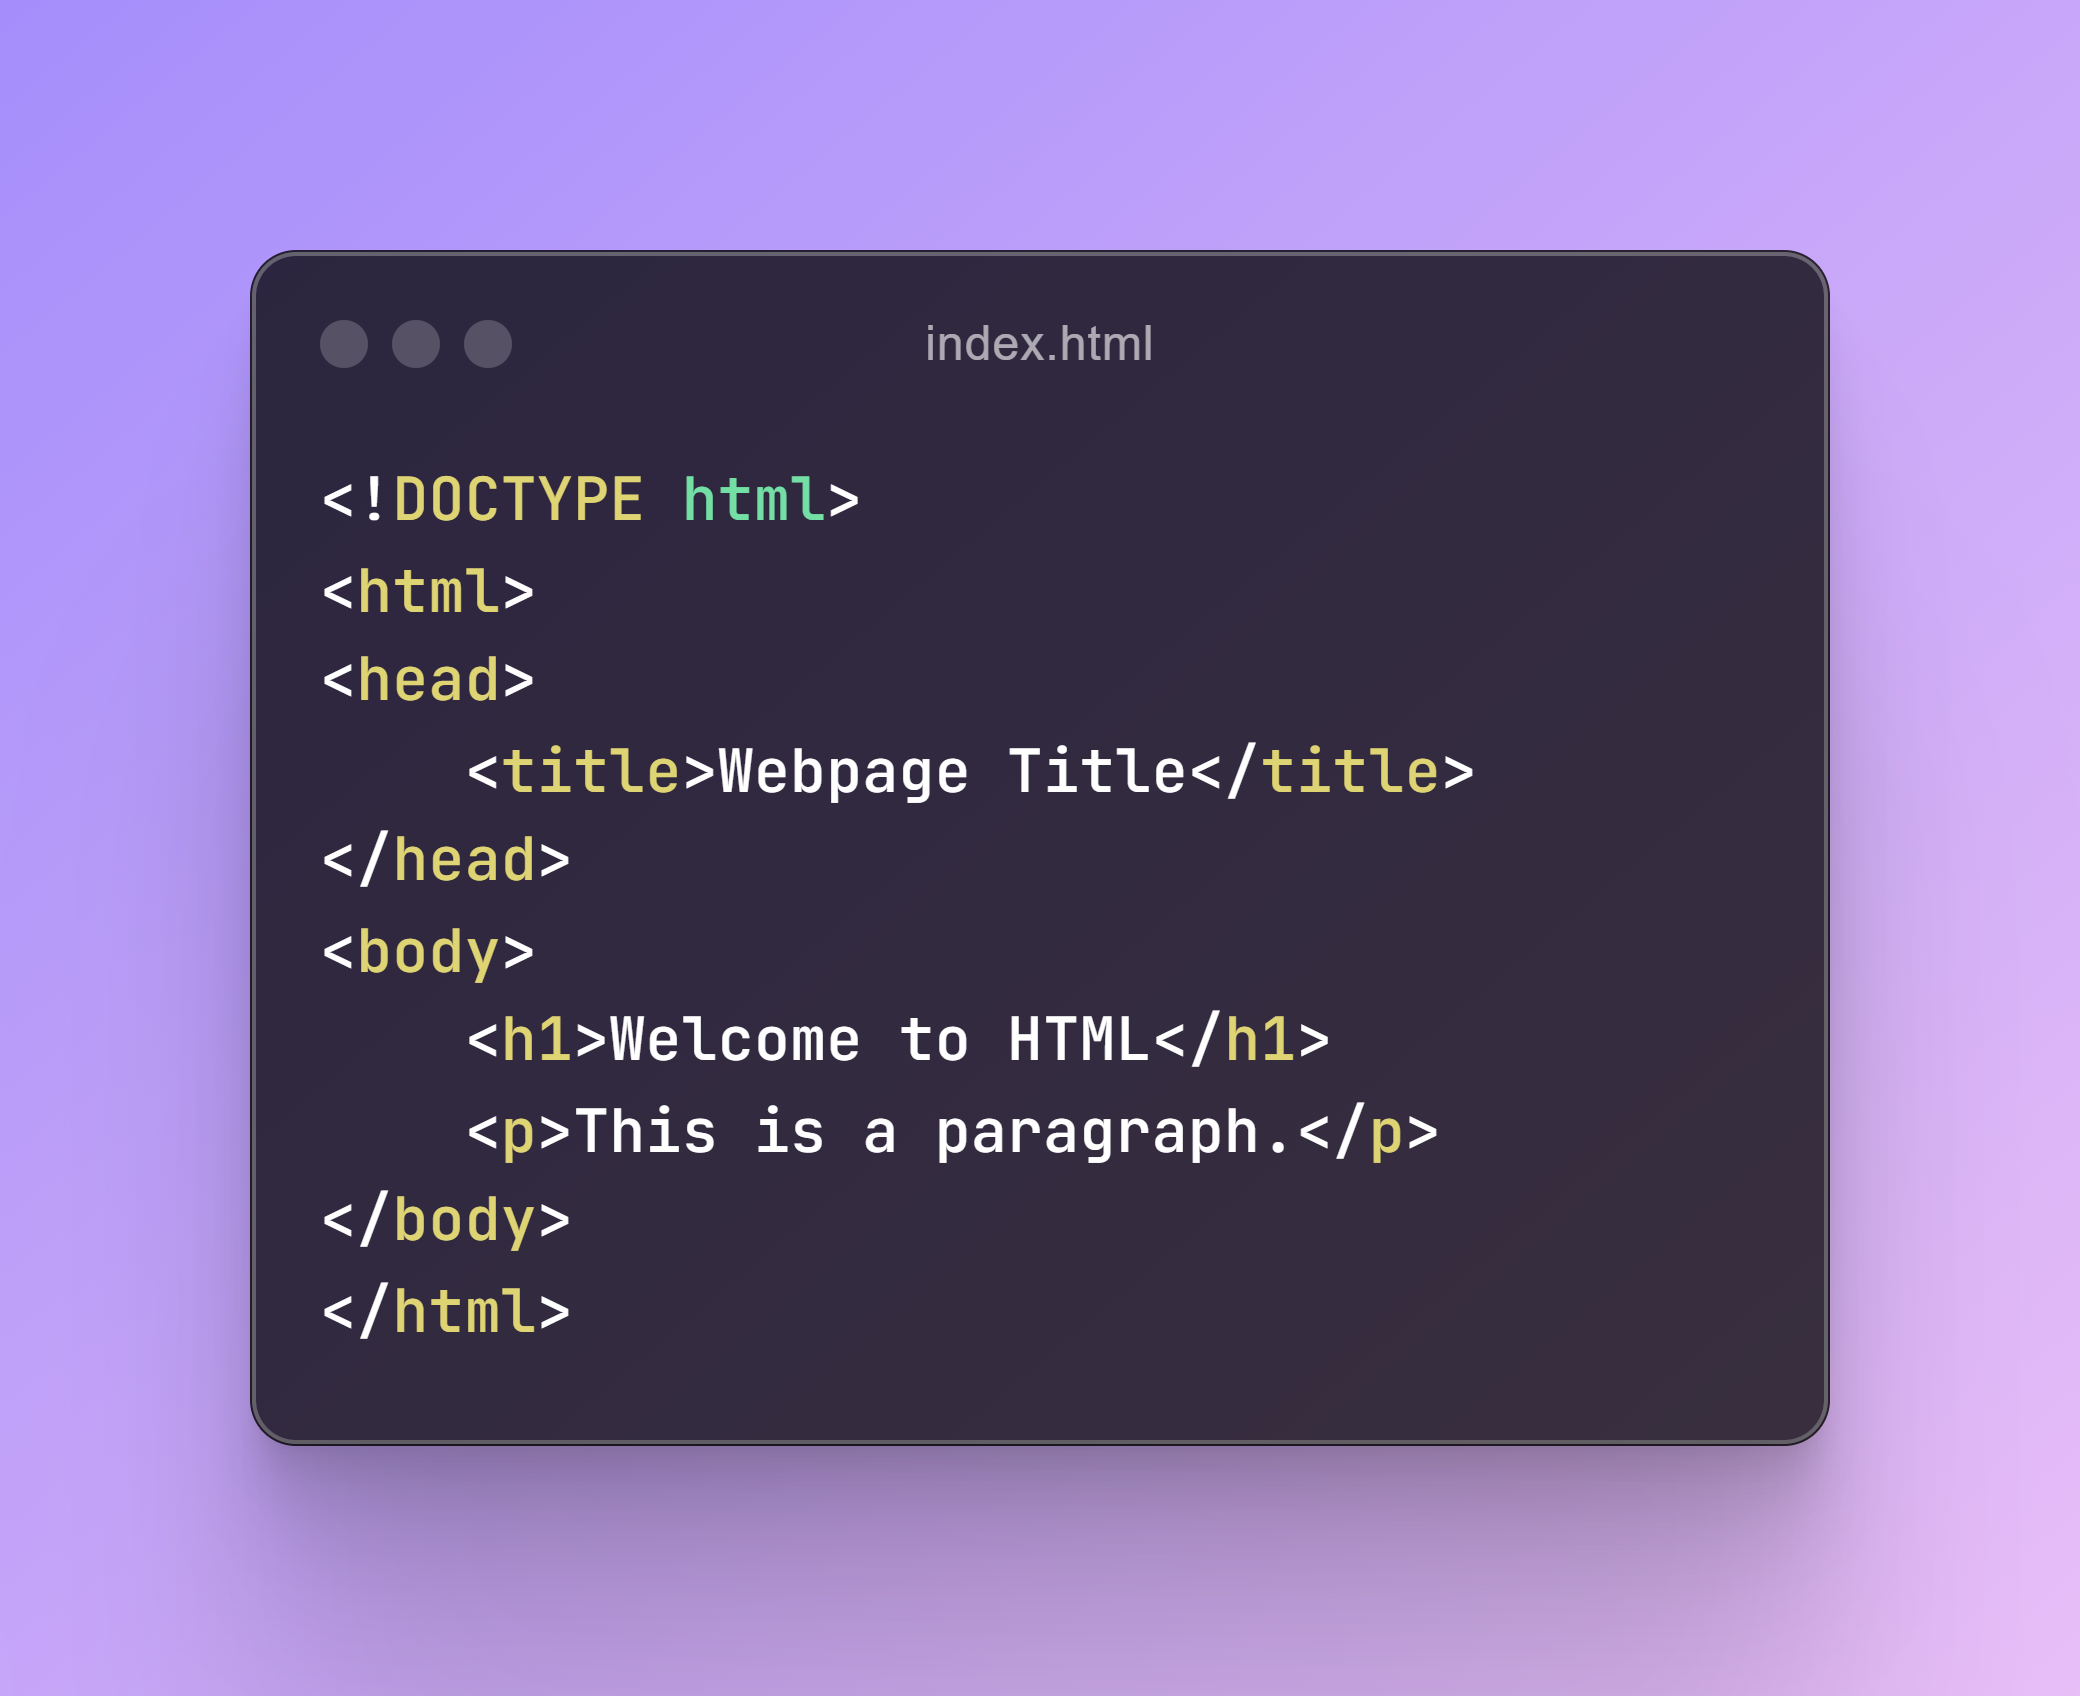 index.html
<!DOCTYPE html>
<html>
<head>
    <title>Webpage Title</title>
</head>
<body>
    <h1>Welcome to HTML</h1>
    <p>This is a paragraph.</p>
</body>
</html>